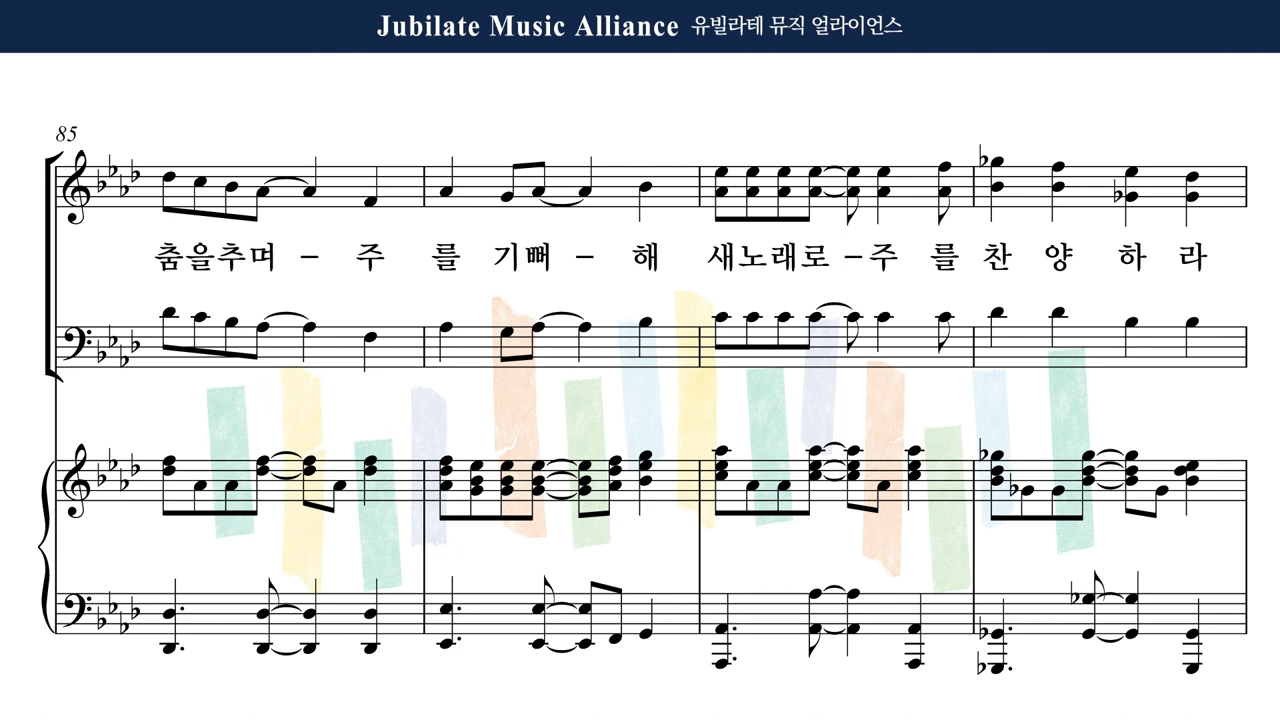 Jubilate Music Alliance 유빌라테 뮤직 얼라이언스
85
춤을추며 – 주 를 기뻐 – 해 새노래로 – 주 를 찬 양 하 라